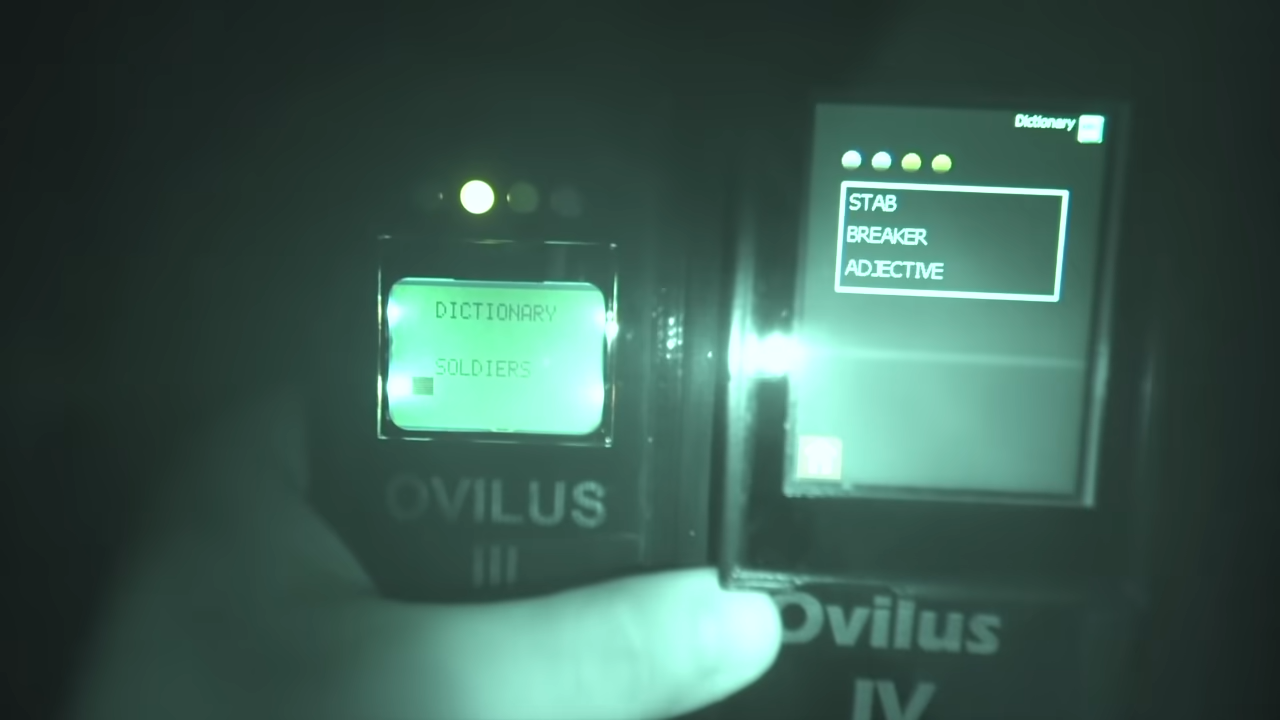 DICTIONARY
SOLDIERS
OVILUS
III
Dictionary
STAB
BREAKER
ADJECTIVE
Ovilus
IV